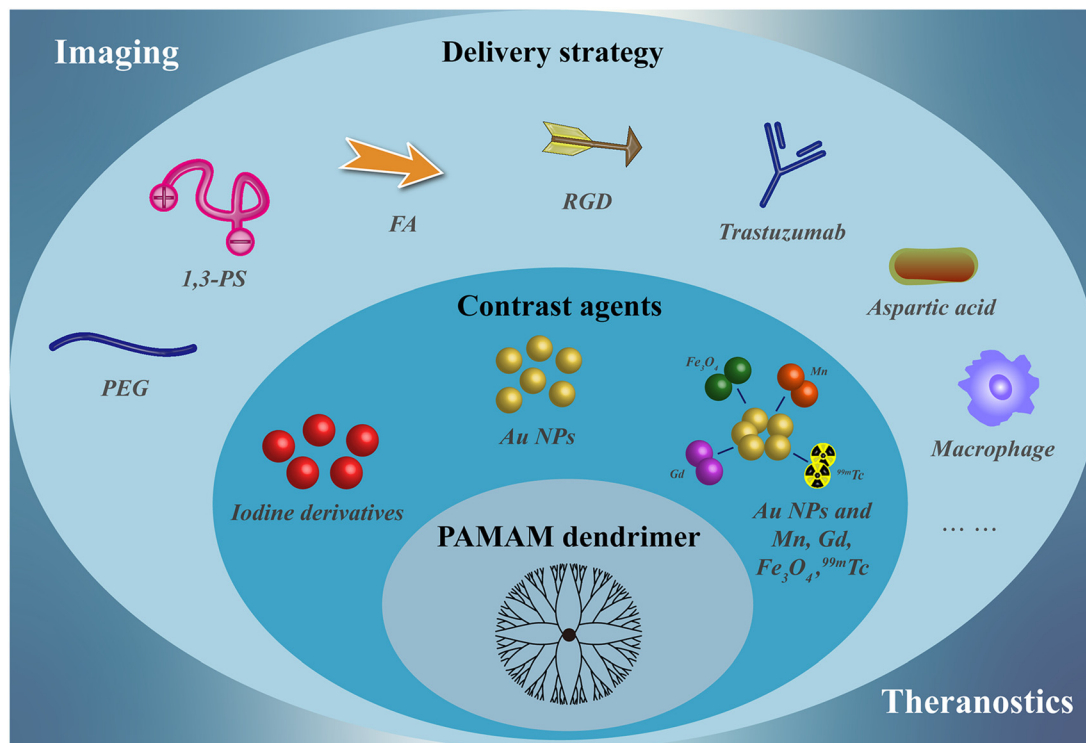 Imaging
Delivery strategy
1,3-PS
FA
RGD
Trastuzumab
Aspartic acid
PEG
Macrophage
... ...
Contrast agents
Iodine derivatives
Au NPs
Fe₃O₄
Mn
Gd
⁹⁹ᵐTc
Au NPs and
Mn, Gd,
Fe₃O₄,⁹⁹ᵐTc
PAMAM dendrimer
Theranostics